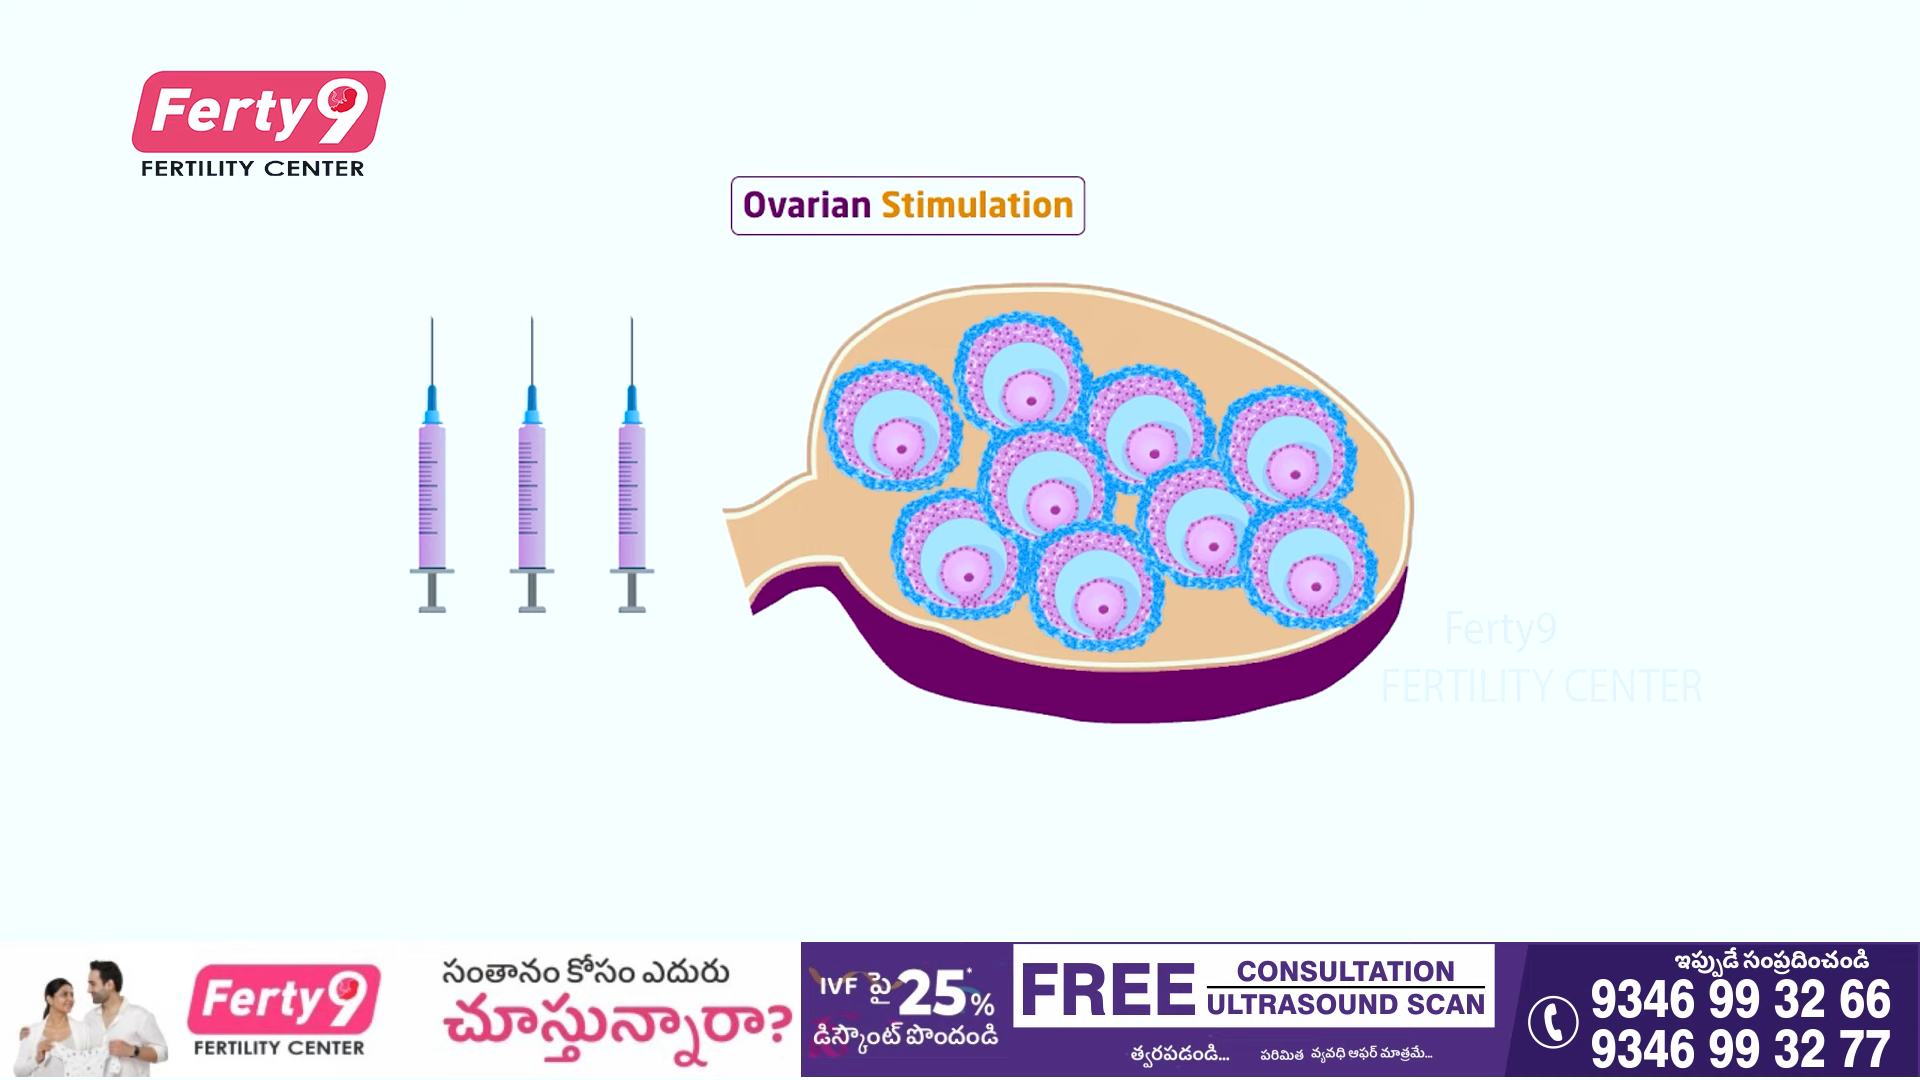 Ferty9
FERTILITY CENTER
Ovarian Stimulation
Ferty9
FERTILITY CENTER
Ferty9
FERTILITY CENTER
సంతానం కోసం ఎదురు
చూస్తున్నారా?
IVF పై 25*%
డిస్కౌంట్ పొందండి
FREE CONSULTATION
ULTRASOUND SCAN
త్వరపడండి... పరిమిత వ్యవధి ఆఫర్ మాత్రమే...
ఇప్పుడే సంప్రదించండి
9346 99 32 66
9346 99 32 77